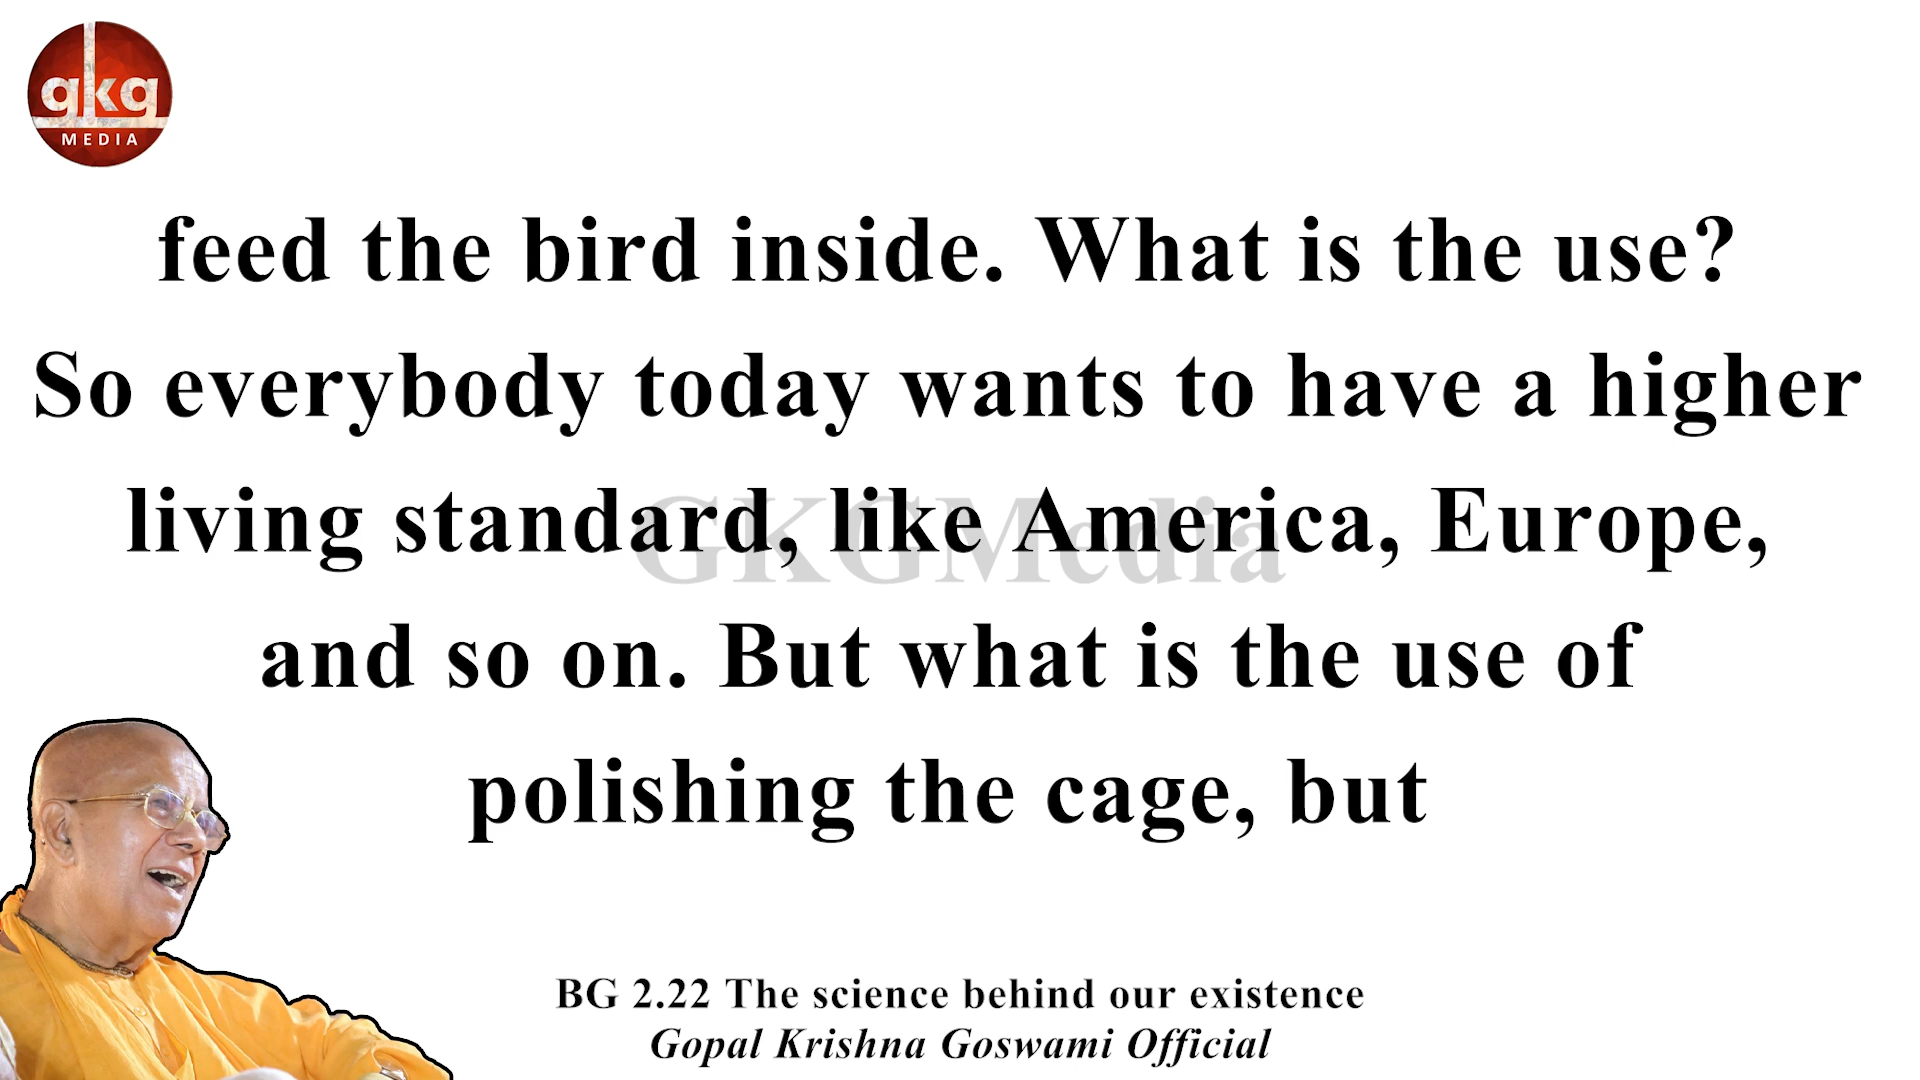 gkg
MEDIA
feed the bird inside. What is the use?
So everybody today wants to have a higher
living standard, like America, Europe,
GKGMedia
and so on. But what is the use of
polishing the cage, but
BG 2.22 The science behind our existence
Gopal Krishna Goswami Official